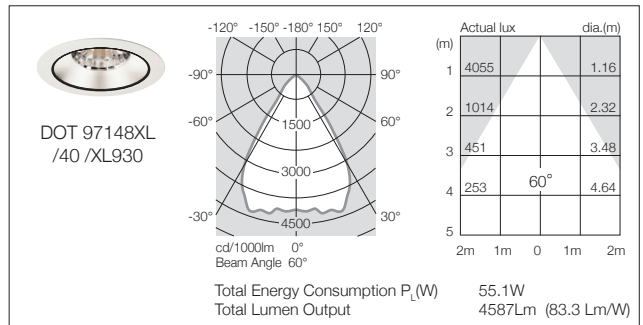 DOT 97148XL
/40 /XL930
-120° -150° -180° 150° 120°
-90° 90°
-60° 60°
-30° 30°
1500
3000
4500
cd/1000lm 0°
Beam Angle 60°
Actual lux dia.(m)
(m)
1 4055 1.16
2 1014 2.32
3 451 3.48
4 253 4.64
5
60°
2m 1m 0 1m 2m
Total Energy Consumption PL(W) 55.1W
Total Lumen Output 4587Lm (83.3 Lm/W)